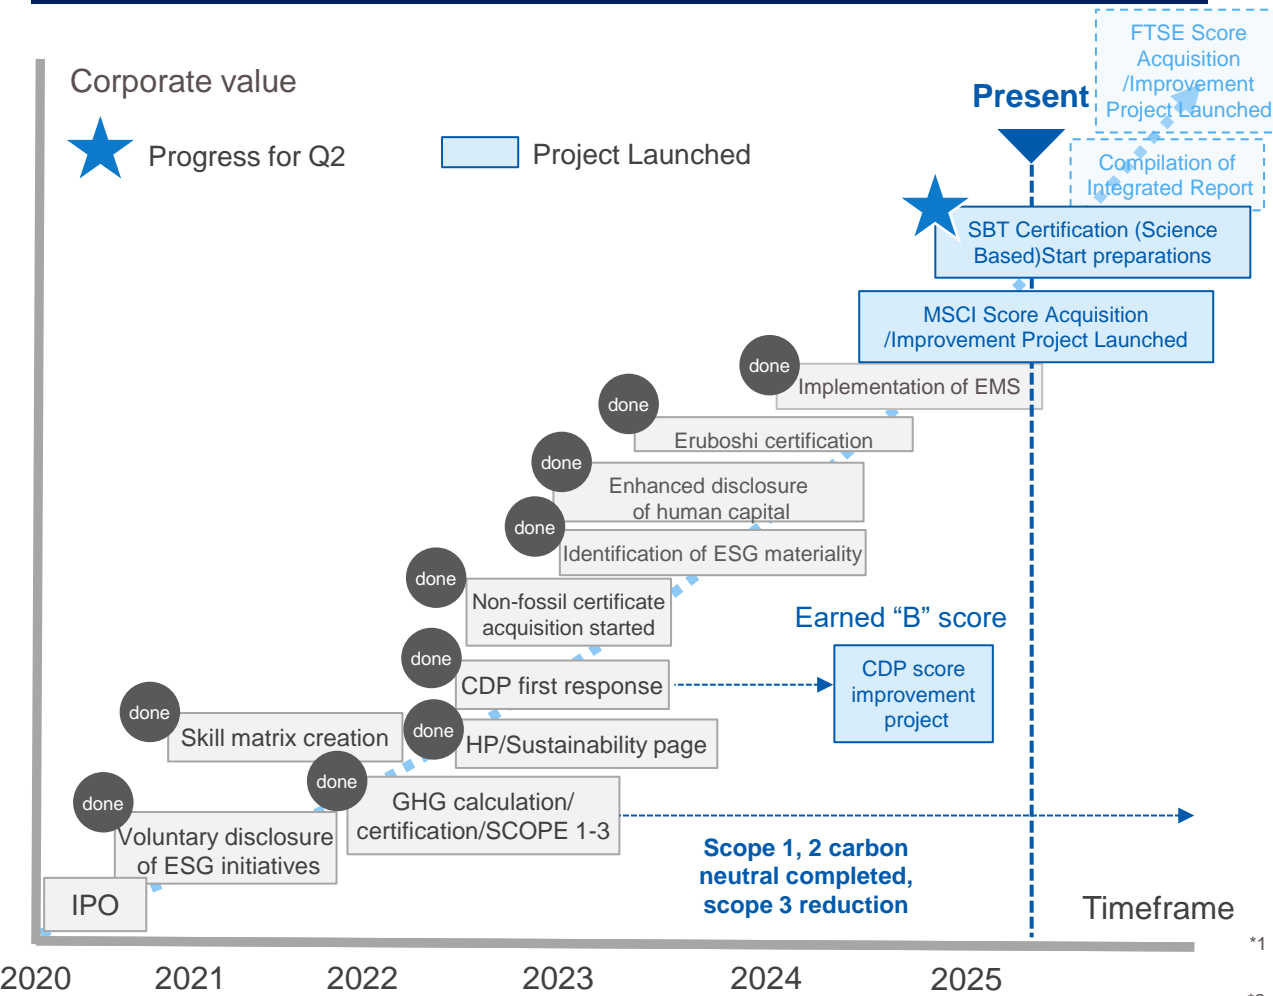 FTSE Score
Acquisition
/Improvement
Project Launched
Corporate value
Present
Progress for Q2
Project Launched
Compilation of
Integrated Report
SBT Certification (Science
Based)Start preparations
MSCI Score Acquisition
/Improvement Project Launched
done
Implementation of EMS
done
Eruboshi certification
done
Enhanced disclosure
of human capital
done
Identification of ESG materiality
done
Non-fossil certificate
acquisition started
Earned “B” score
done
CDP first response
CDP score
improvement
project
done
Skill matrix creation
done
HP/Sustainability page
done
GHG calculation/
certification/SCOPE 1-3
done
Voluntary disclosure
of ESG initiatives
Scope 1, 2 carbon
neutral completed,
scope 3 reduction
IPO
Timeframe
*1
2020
2021
2022
2023
2024
2025